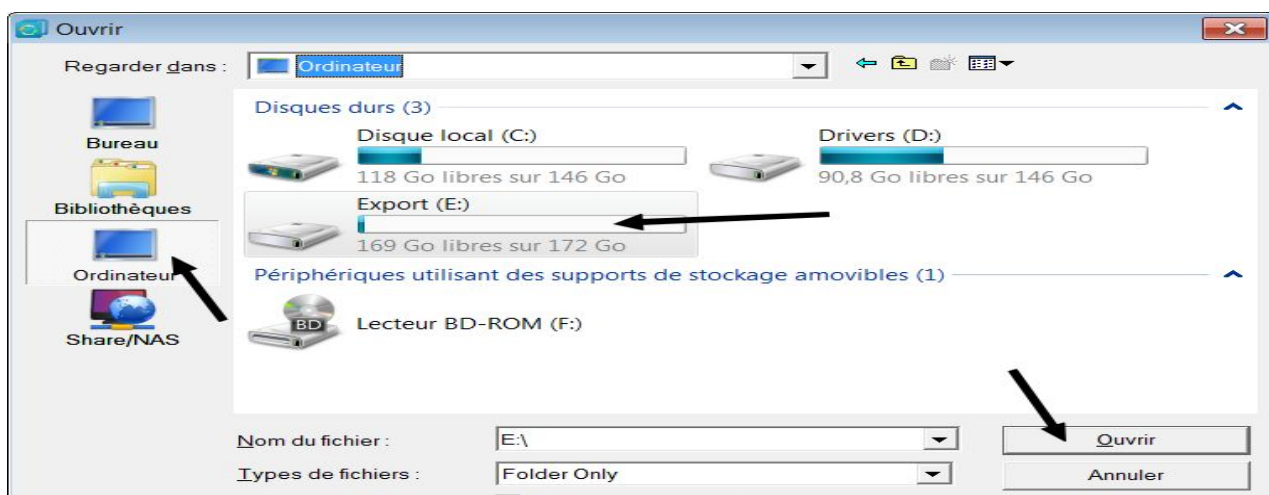 Ouvrir
Regarder dans :
Ordinateur
Bureau
Bibliothèques
Ordinateur
Share/NAS
Disques durs (3)
Disque local (C:)
118 Go libres sur 146 Go
Drivers (D:)
90,8 Go libres sur 146 Go
Export (E:)
169 Go libres sur 172 Go
Périphériques utilisant des supports de stockage amovibles (1)
BD
Lecteur BD-ROM (F:)
Nom du fichier :
E:\
Ouvrir
Types de fichiers :
Folder Only
Annuler